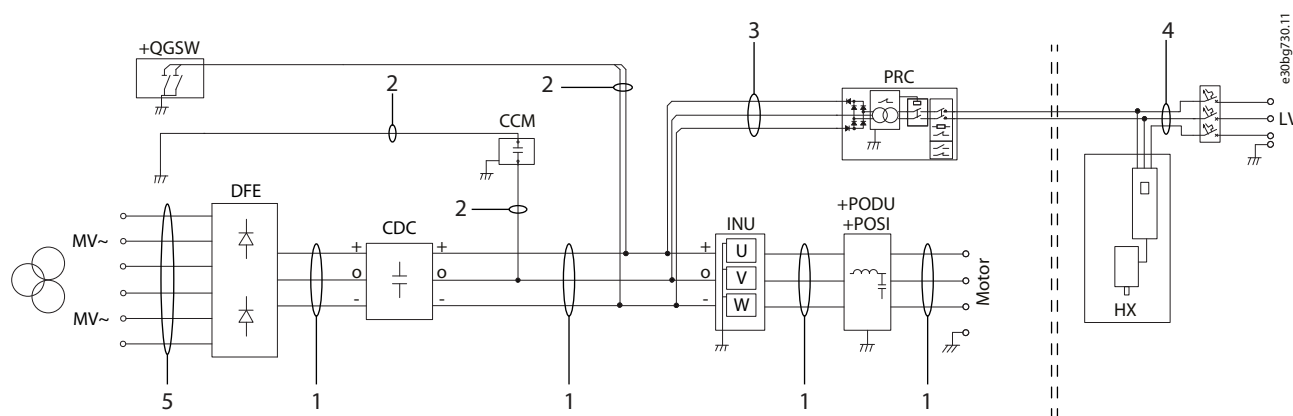 +QGSW
2
2
3
4
e30bg730.11
PRC
CCM
LV
DFE
2
INU
+PODU
+POSI
MV~
+
CDC
+
+
U
o
o
o
V
-
-
-
W
Motor
MV~
HX
5
1
1
1
1